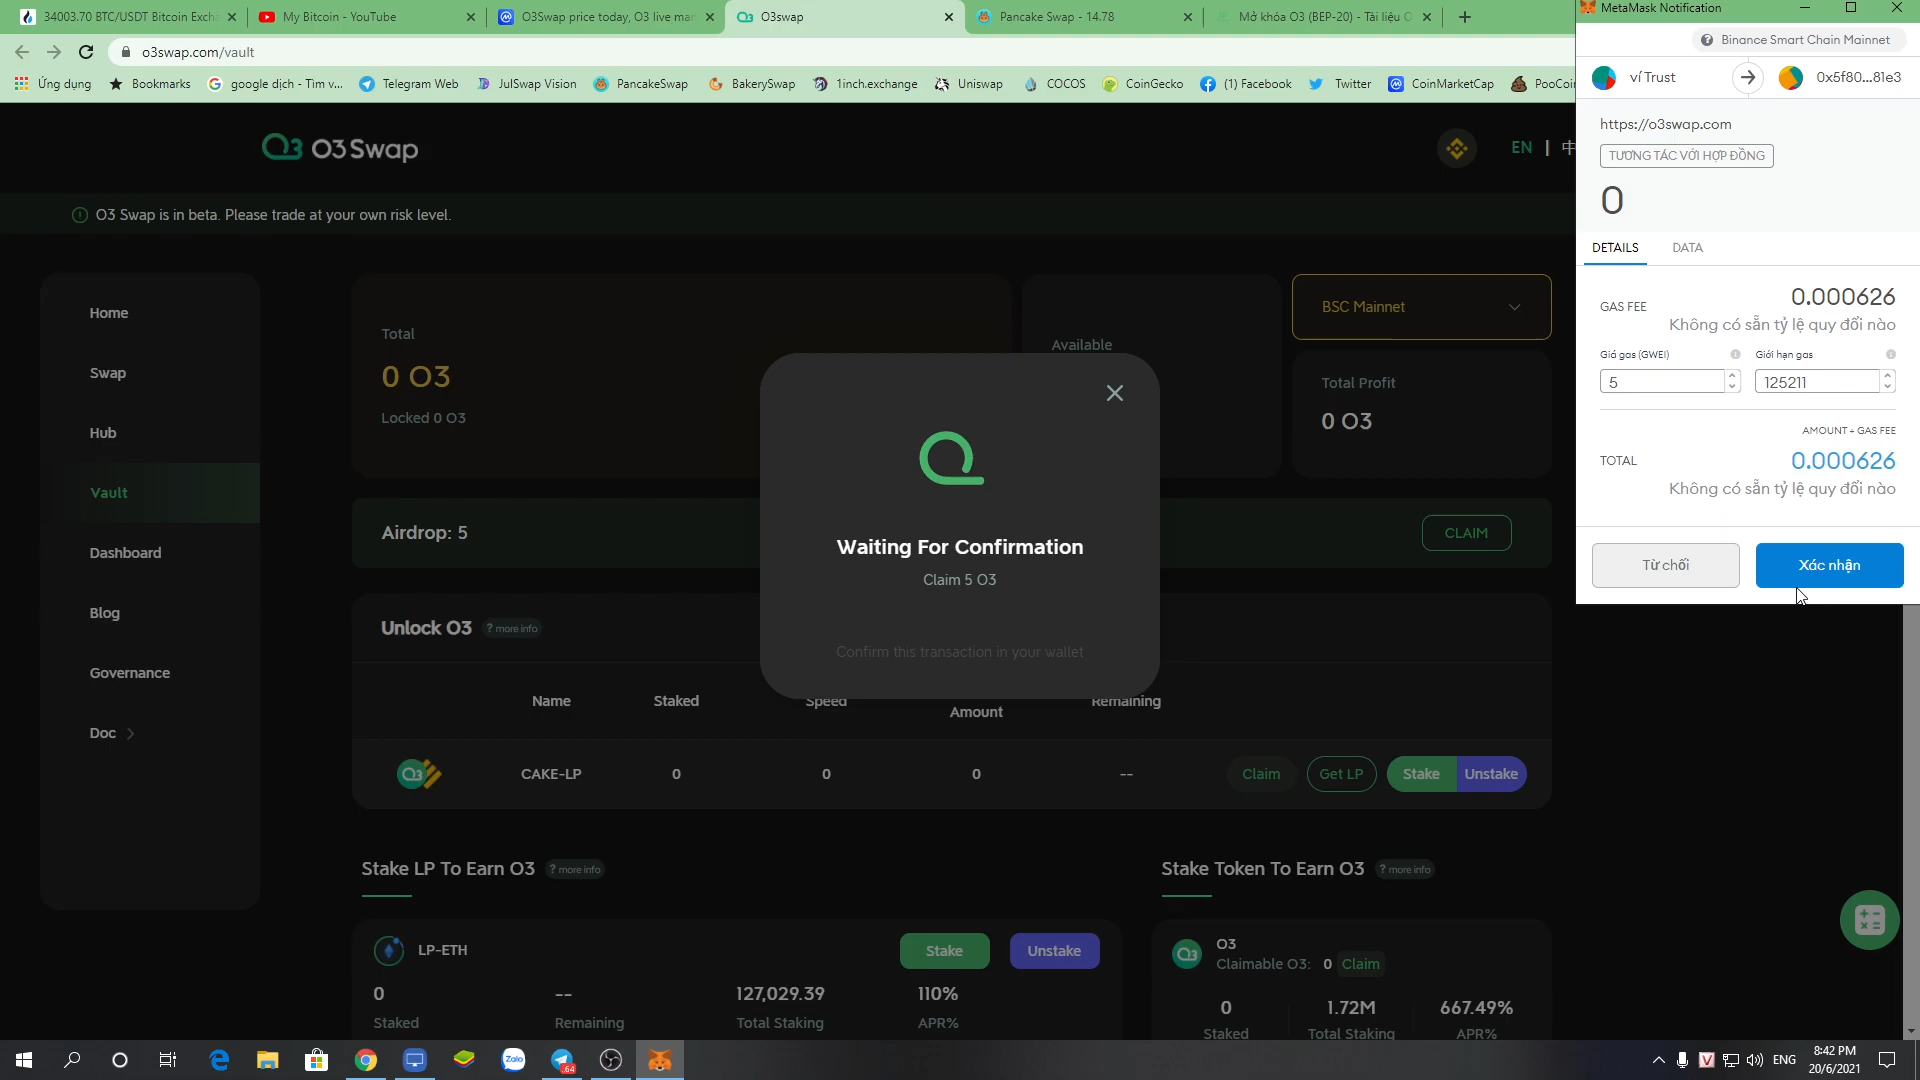 34003.70 BTC/USDT Bitcoin Excha
My Bitcoin - YouTube
O3Swap price today, O3 live mar
O3swap
Pancake Swap - 14.78
Mở khóa O3 (BEP-20) - Tài liệu O
MetaMask Notification
o3swap.com/vault
Ứng dụng
Bookmarks
google dịch - Tìm v...
Telegram Web
JulSwap Vision
PancakeSwap
BakerySwap
1inch.exchange
Uniswap
COCOS
CoinGecko
(1) Facebook
Twitter
CoinMarketCap
PooCoin
Binance Smart Chain Mainnet
ví Trust
0x5f80...81e3
https://o3swap.com
TƯƠNG TÁC VỚI HỢP ĐỒNG
0
DETAILS
DATA
GAS FEE
0.000626
Không có sẵn tỷ lệ quy đổi nào
Giá gas (GWEI)
Giới hạn gas
5
125211
AMOUNT + GAS FEE
TOTAL
0.000626
Không có sẵn tỷ lệ quy đổi nào
Từ chối
Xác nhận
O3 Swap
EN | 中
O3 Swap is in beta. Please trade at your own risk level.
Home
Swap
Hub
Vault
Dashboard
Blog
Governance
Doc
Total
0 O3
Locked 0 O3
Available
BSC Mainnet
Total Profit
0 O3
Airdrop: 5
CLAIM
Waiting For Confirmation
Claim 5 O3
Confirm this transaction in your wallet
Unlock O3
? more info
Name
Staked
Speed
Amount
Remaining
CAKE-LP
0
0
0
--
Claim
Get LP
Stake
Unstake
Stake LP To Earn O3
? more info
Stake Token To Earn O3
? more info
LP-ETH
Stake
Unstake
0
--
127,029.39
110%
Staked
Remaining
Total Staking
APR%
O3
Claimable O3: 0 Claim
0
1.72M
667.49%
Staked
Total Staking
APR%
Zalo
64
V
ENG
8:42 PM
20/6/2021